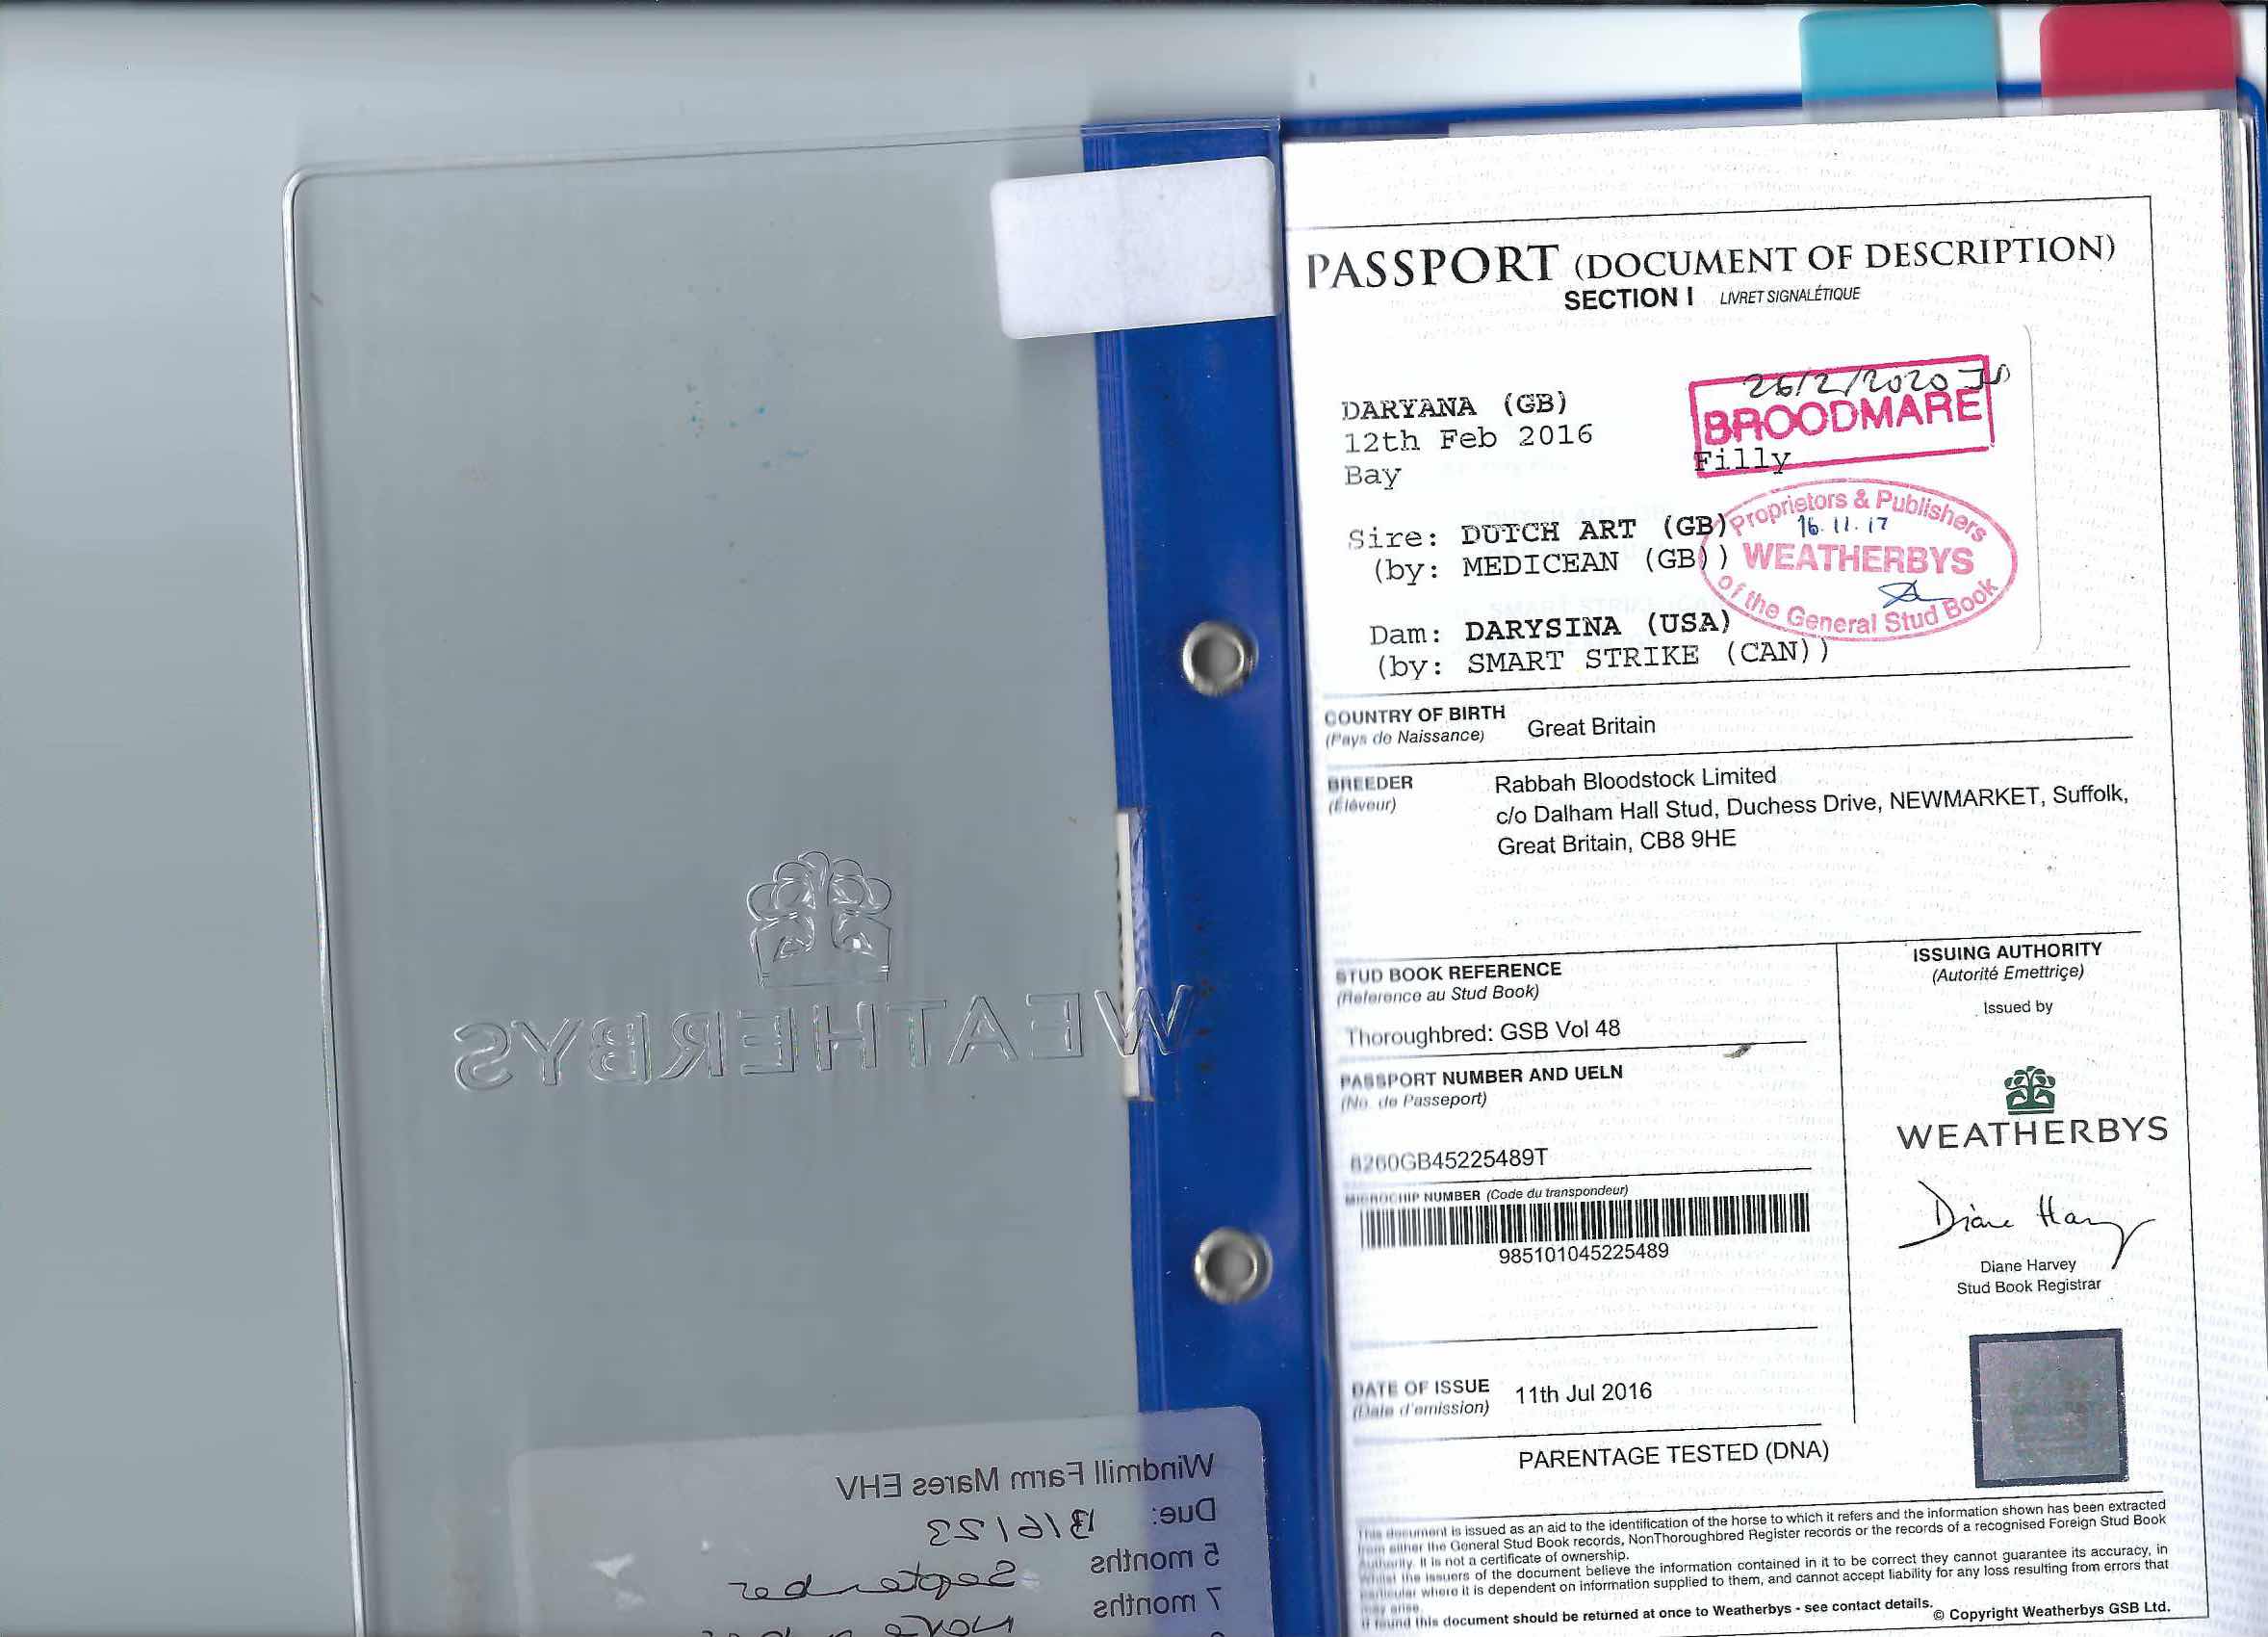 WEATHERBYS
Windmill Farm Mares EHV
Due: 13/6/23
5 months September
7 months
PASSPORT (DOCUMENT OF DESCRIPTION)
SECTION I LIVRET SIGNALÉTIQUE
DARYANA (GB)
12th Feb 2016
Bay
26/2/2020
BROODMARE
Filly
Sire: DUTCH ART (GB)
(by: MEDICEAN (GB))
Proprietors & Publishers
16.11.17
WEATHERBYS
Of the General Stud Book
Dam: DARYSINA (USA)
(by: SMART STRIKE (CAN))
COUNTRY OF BIRTH Great Britain
(Pays de Naissance)
BREEDER Rabbah Bloodstock Limited
(Éleveur) c/o Dalham Hall Stud, Duchess Drive, NEWMARKET, Suffolk,
Great Britain, CB8 9HE
STUD BOOK REFERENCE
(Reference au Stud Book)
Thoroughbred: GSB Vol 48
PASSPORT NUMBER AND UELN
(No. de Passeport)
8260GB45225489T
MICROCHIP NUMBER (Code du transpondeur)
985101045225489
DATE OF ISSUE 11th Jul 2016
(Date d'emission)
ISSUING AUTHORITY
(Autorité Emettriçe)
Issued by
WEATHERBYS
Diane Harvey
Diane Harvey
Stud Book Registrar
PARENTAGE TESTED (DNA)
This document is issued as an aid to the identification of the horse to which it refers and the information shown has been extracted
from either the General Stud Book records, NonThoroughbred Register records or the records of a recognised Foreign Stud Book
Authority. It is not a certificate of ownership.
Whilst the issuers of the document believe the information contained in it to be correct they cannot guarantee its accuracy, in
particular where it is dependent on information supplied to them, and cannot accept liability for any loss resulting from errors that
may arise.
If found this document should be returned at once to Weatherbys - see contact details.
© Copyright Weatherbys GSB Ltd.